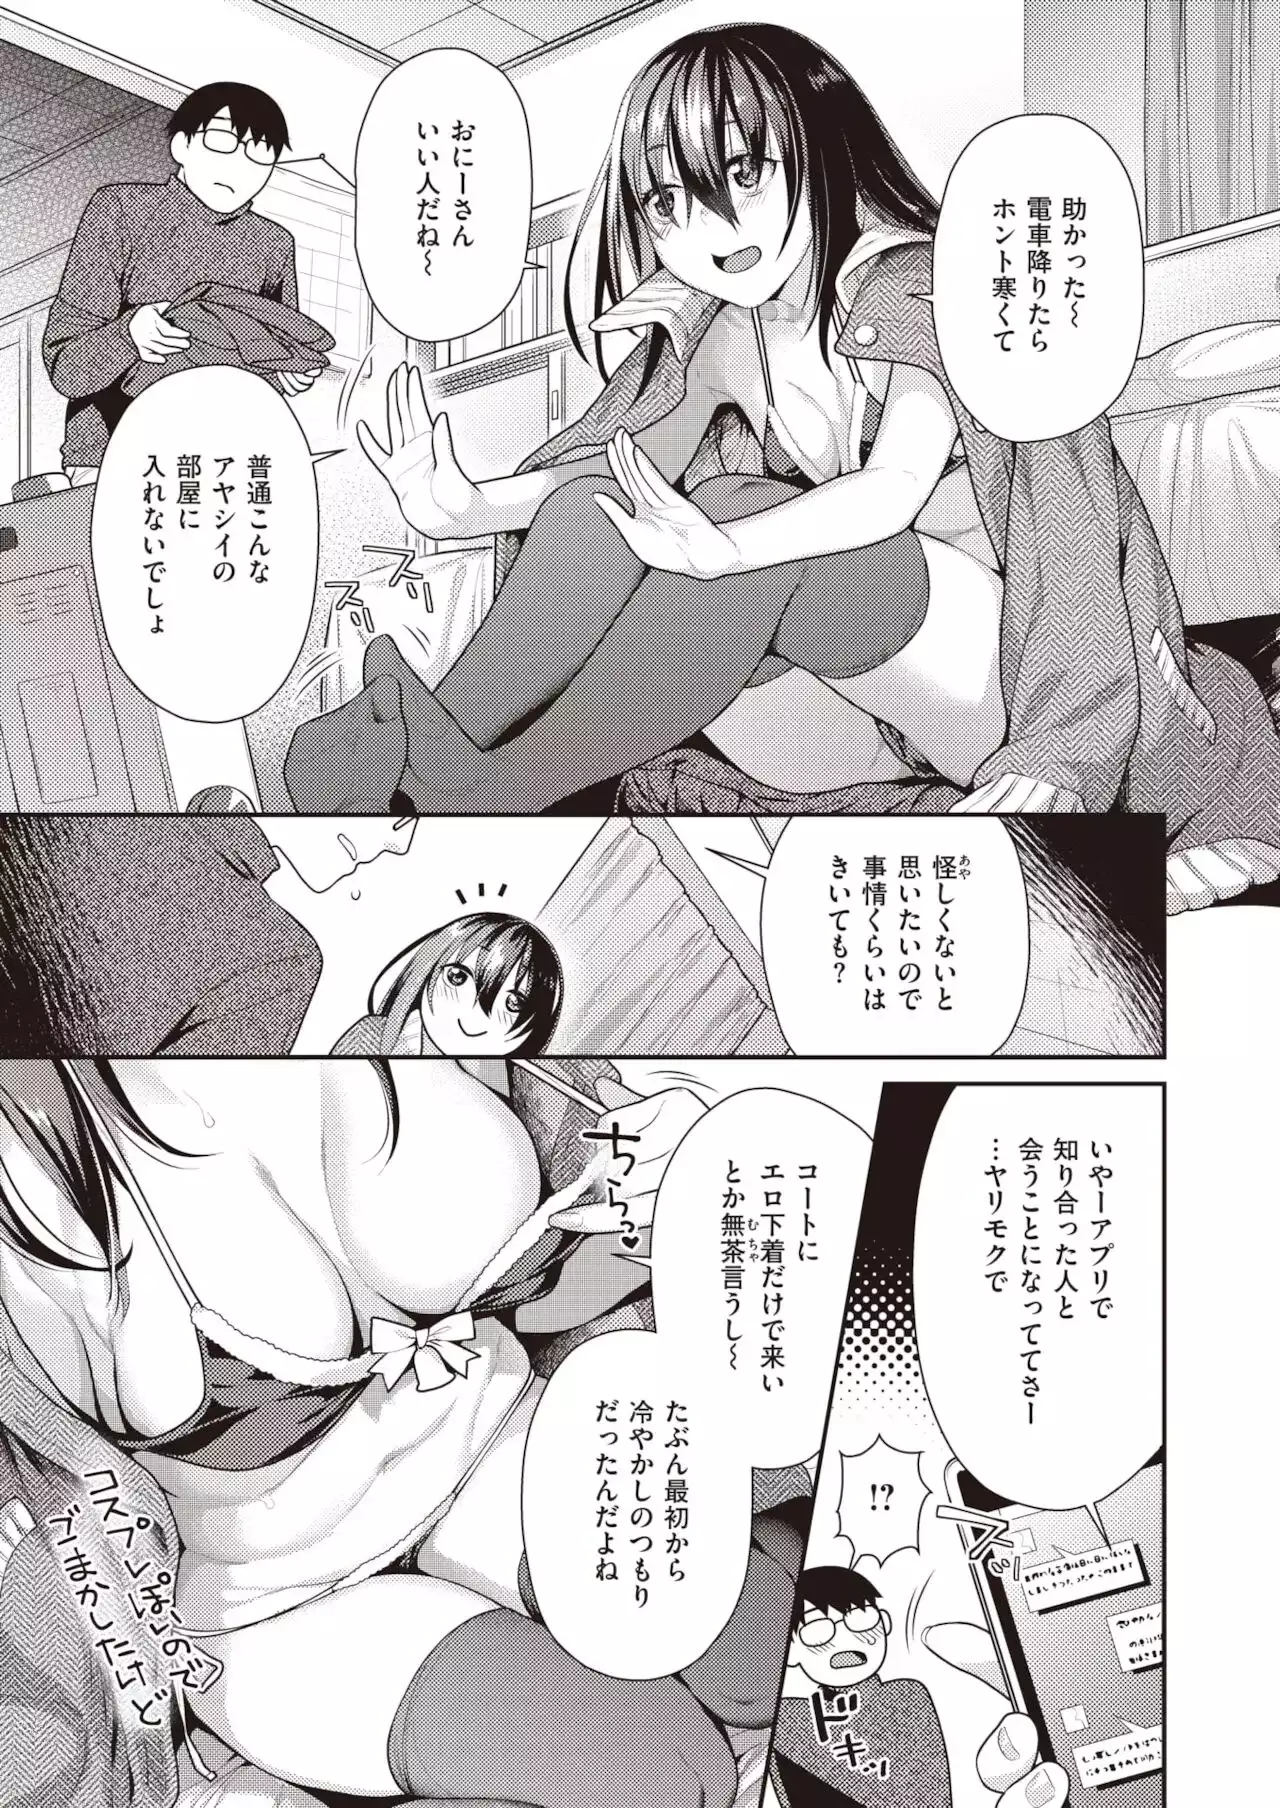 助かった～
電車降りたら
ホント寒くて
おにーさん
いい人だね～
普通こんな
アヤシイの
部屋に
入れないでしょ
スリ
スリ
怪しくないと
思いたいので
事情くらいは
きいても?
あや
いやーアプリで
知り合った人と
会うことになっててさー
…ヤリモクで
!?
ドキッ
コートに
エロ下着だけで来い
とか無茶言うし～
むちゃ
たぶん最初から
冷やかしのつもり
だったんだよね
ちらっ♥
コスプレっぽいので
ごまかしたけど